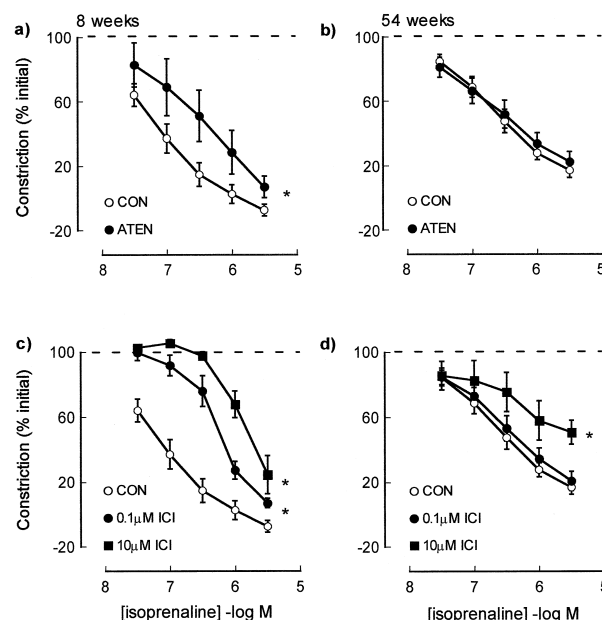 8 weeks
54 weeks
a)
b)
100
60
20
-20
Constriction (% initial)
CON
ATEN
8
7
6
5
100
60
20
-20
CON
ATEN
8
7
6
5
c)
d)
100
60
20
-20
Constriction (% initial)
*
*
*
CON
0.1µM ICI
10µM ICI
8
7
6
5
[isoprenaline] -log M
100
60
20
-20
*
CON
0.1µM ICI
10µM ICI
8
7
6
5
[isoprenaline] -log M